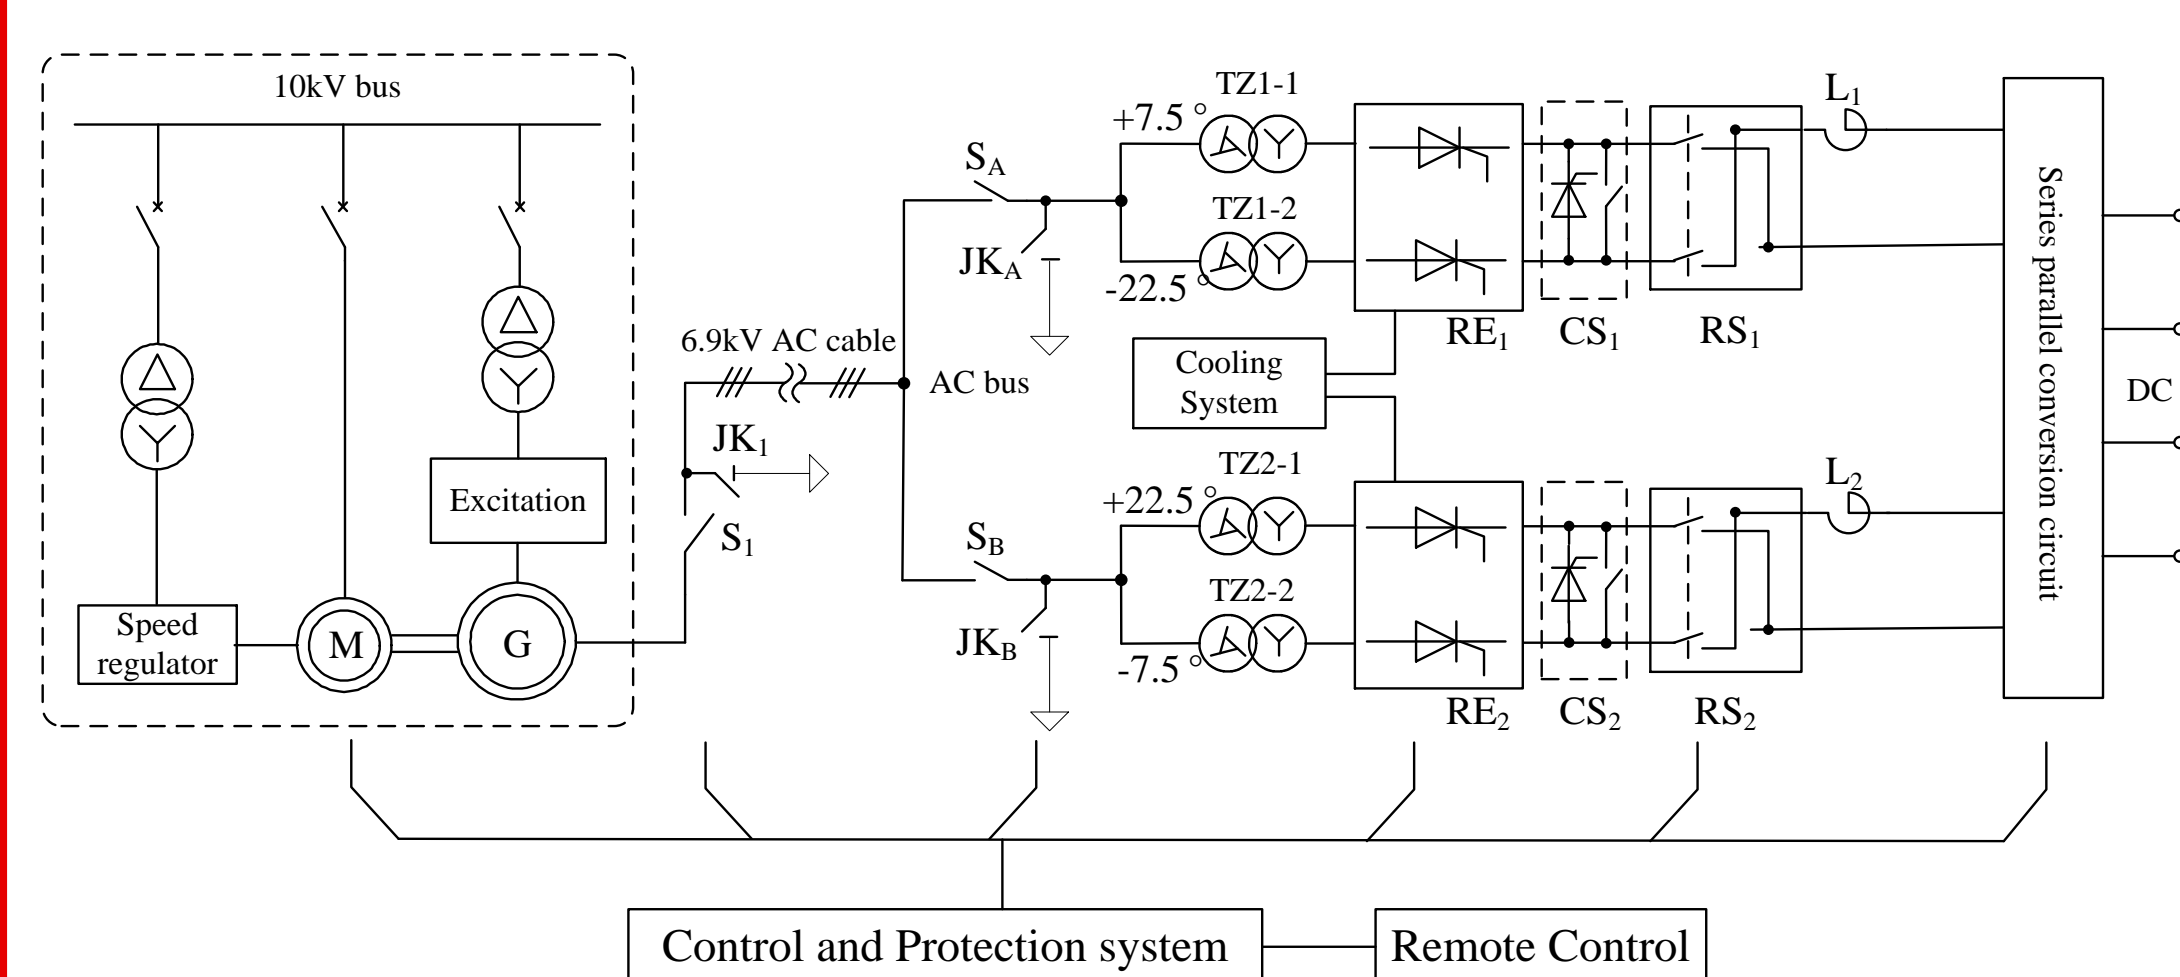 10kV bus
Speed
regulator
M
G
Excitation
6.9kV AC cable
JK1
S1
AC bus
SA
JKA
SB
JKB
+7.5°
TZ1-1
-22.5°
TZ1-2
+22.5°
TZ2-1
-7.5°
TZ2-2
Cooling
System
RE1
CS1
RS1
L1
RE2
CS2
RS2
L2
Series parallel conversion circuit
DC
Control and Protection system
Remote Control